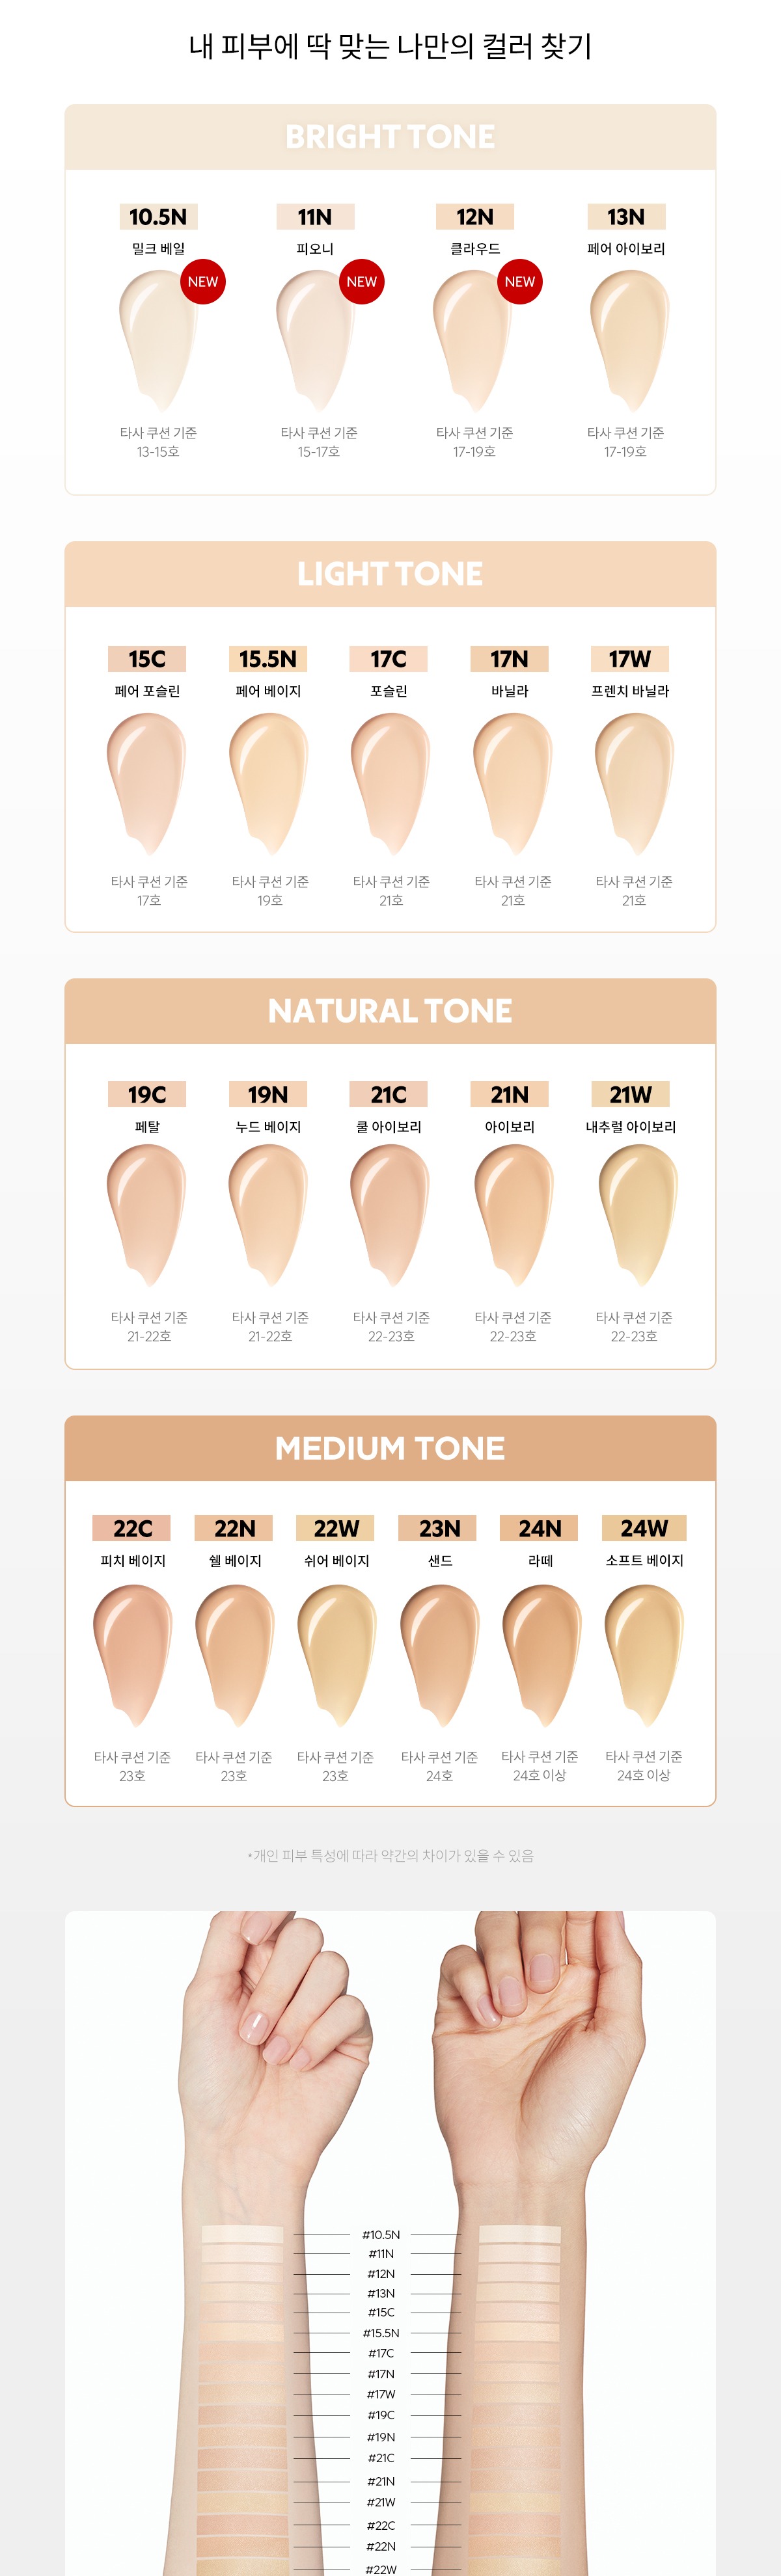 내 피부에 딱 맞는 나만의 컬러 찾기
BRIGHT TONE
10.5N 11N 12N 13N
밀크 베일 피오니 클라우드 페어 아이보리
NEW NEW NEW
타사 쿠션 기준 타사 쿠션 기준 타사 쿠션 기준 타사 쿠션 기준
13-15호 15-17호 17-19호 17-19호
LIGHT TONE
15C 15.5N 17C 17N 17W
페어 포슬린 페어 베이지 포슬린 바닐라 프렌치 바닐라
타사 쿠션 기준 타사 쿠션 기준 타사 쿠션 기준 타사 쿠션 기준 타사 쿠션 기준
17호 19호 21호 21호 21호
NATURAL TONE
19C 19N 21C 21N 21W
페탈 누드 베이지 쿨 아이보리 아이보리 내추럴 아이보리
타사 쿠션 기준 타사 쿠션 기준 타사 쿠션 기준 타사 쿠션 기준 타사 쿠션 기준
21-22호 21-22호 22-23호 22-23호 22-23호
MEDIUM TONE
22C 22N 22W 23N 24N 24W
피치 베이지 쉘 베이지 쉬어 베이지 샌드 라떼 소프트 베이지
타사 쿠션 기준 타사 쿠션 기준 타사 쿠션 기준 타사 쿠션 기준 타사 쿠션 기준 타사 쿠션 기준
23호 23호 23호 24호 24호 이상 24호 이상
*개인 피부 특성에 따라 약간의 차이가 있을 수 있음
#10.5N
#11N
#12N
#13N
#15C
#15.5N
#17C
#17N
#17W
#19C
#19N
#21C
#21N
#21W
#22C
#22N
#22W